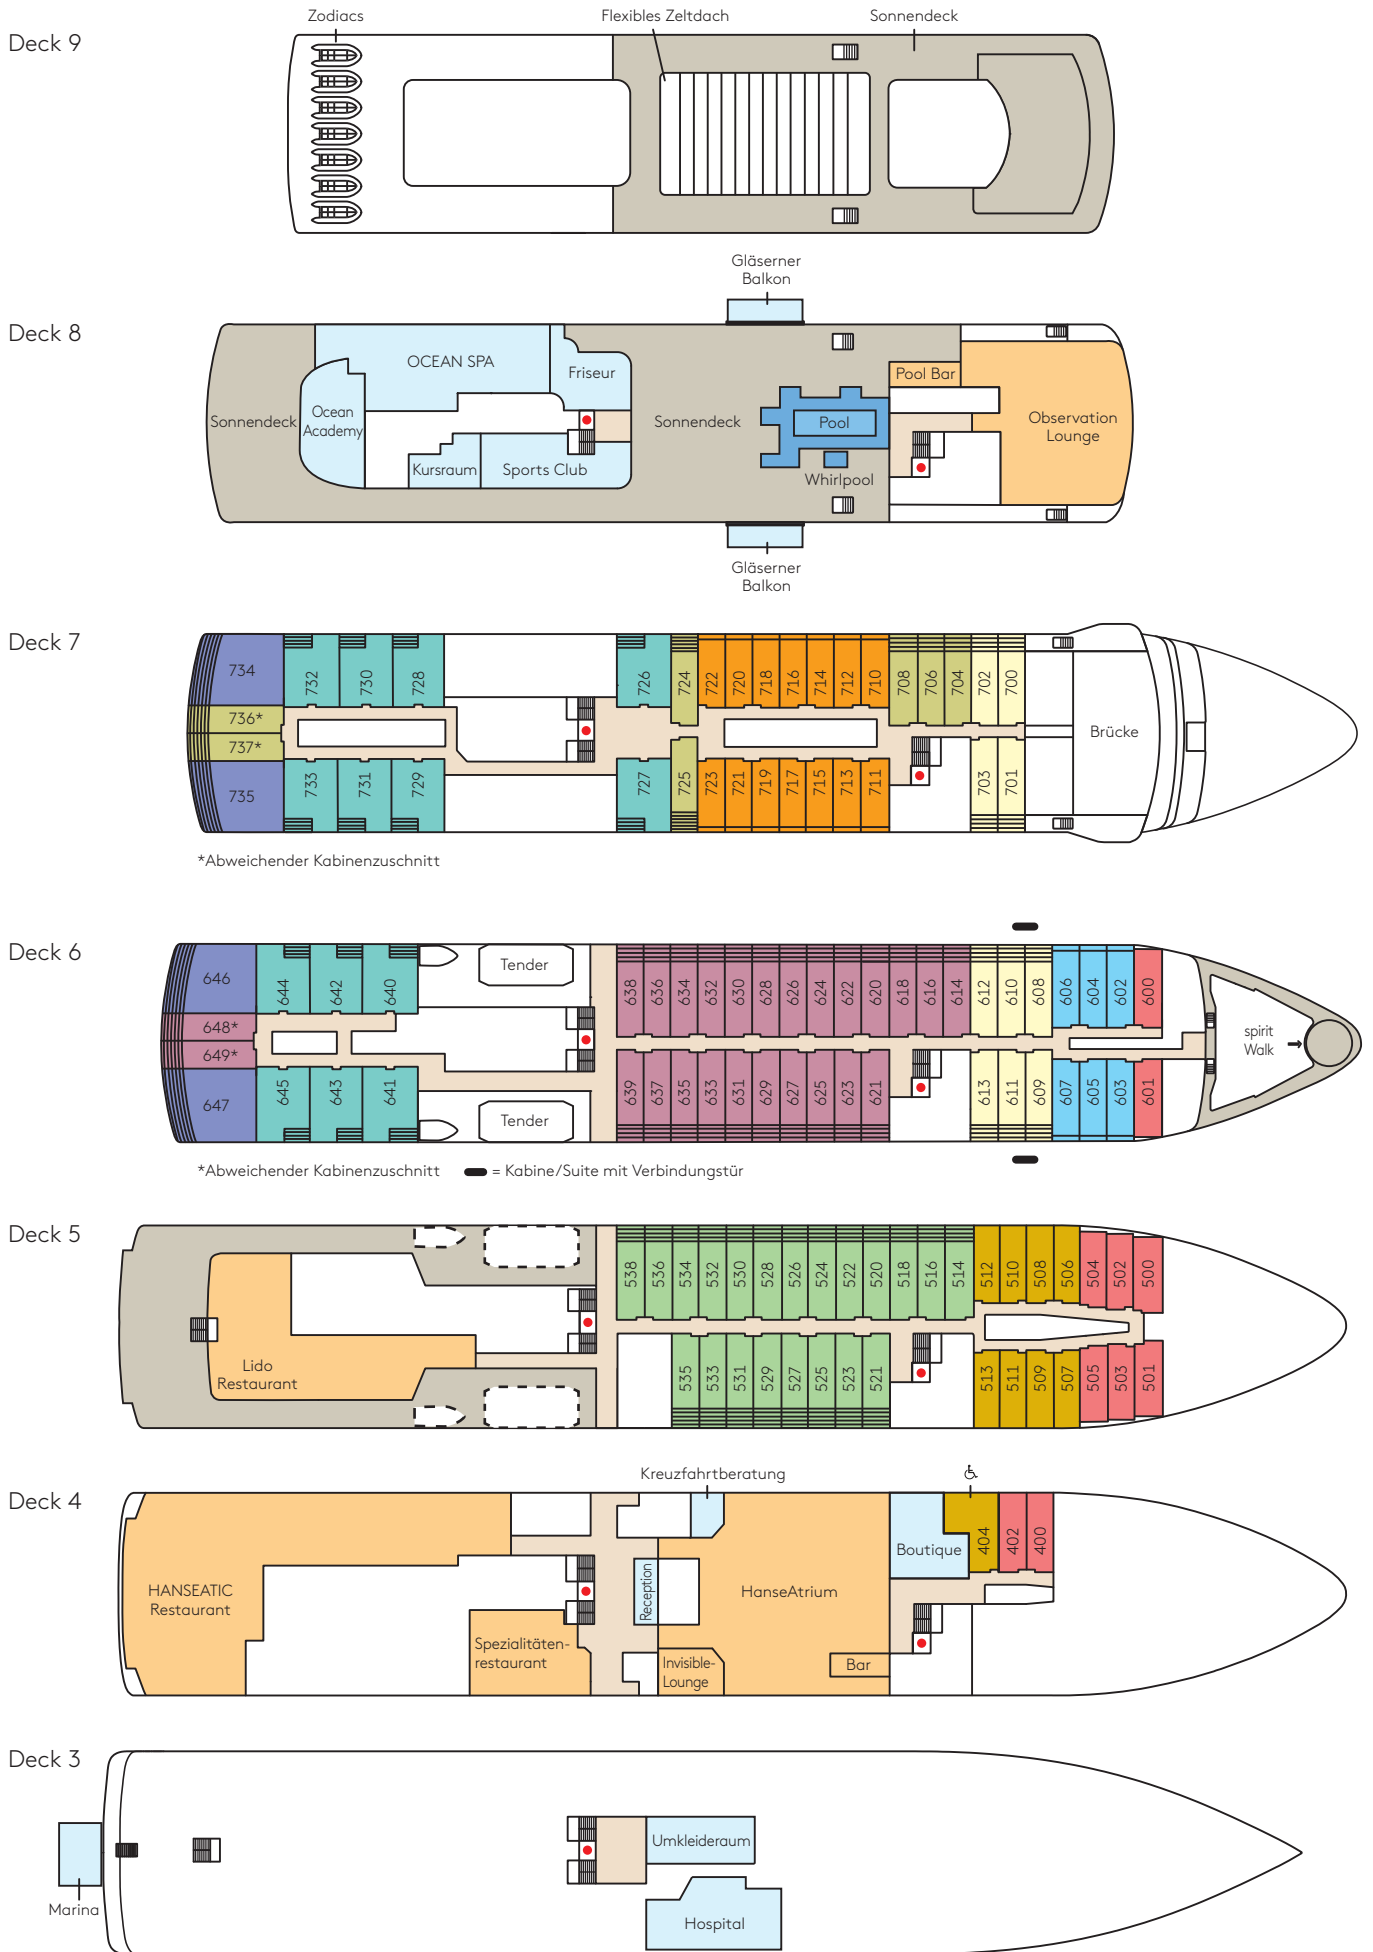 Zodiacs
Flexibles Zeltdach
Sonnendeck
Deck 9
Gläserner
Balkon
Deck 8
OCEAN SPA
Friseur
Pool Bar
Sonnendeck
Ocean
Academy
Sonnendeck
Pool
Observation
Lounge
Kursraum
Sports Club
Whirlpool
Gläserner
Balkon
Deck 7
734
732
730
728
726
724
722
720
718
716
714
712
710
708
706
704
702
700
736*
737*
Brücke
735
733
731
729
727
725
723
721
719
717
715
713
711
703
701
*Abweichender Kabinenzuschnitt
Deck 6
646
644
642
640
Tender
638
636
634
632
630
628
626
624
622
620
618
616
614
612
610
608
606
604
602
600
648*
649*
spirit
Walk
647
645
643
641
Tender
639
637
635
633
631
629
627
625
623
621
613
611
609
607
605
603
601
*Abweichender Kabinenzuschnitt
= Kabine/Suite mit Verbindungstür
Deck 5
538
536
534
532
530
528
526
524
522
520
518
516
514
512
510
508
506
504
502
500
Lido
Restaurant
535
533
531
529
527
525
523
521
513
511
509
507
505
503
501
Kreuzfahrtberatung
Deck 4
Boutique
404
402
400
HANSEATIC
Restaurant
Reception
HanseAtrium
Spezialitäten-
restaurant
Invisible-
Lounge
Bar
Deck 3
Umkleideraum
Marina
Hospital